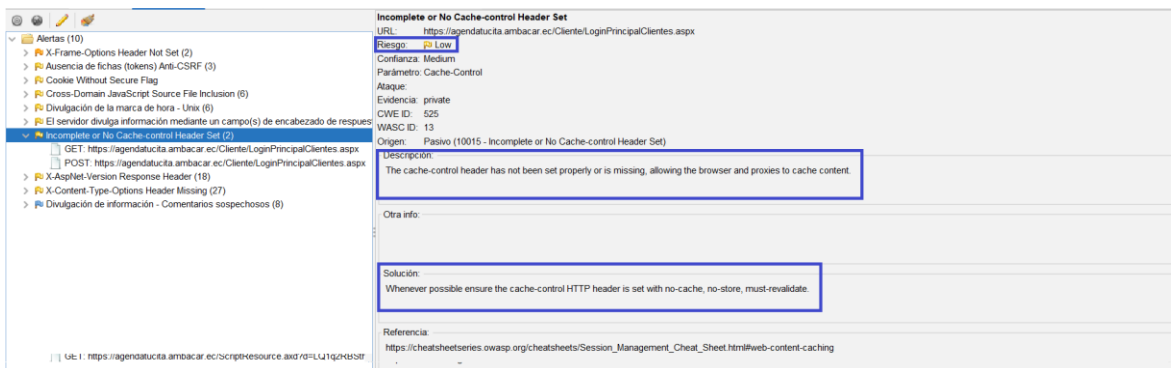 Alertas (10)
X-Frame-Options Header Not Set (2)
Ausencia de fichas (tokens) Anti-CSRF (3)
Cookie Without Secure Flag
Cross-Domain JavaScript Source File Inclusion (6)
Divulgación de la marca de hora - Unix (6)
El servidor divulga información mediante un campo(s) de encabezado de respues
Incomplete or No Cache-control Header Set (2)
GET: https://agendatucita.ambacar.ec/Cliente/LoginPrincipalClientes.aspx
POST: https://agendatucita.ambacar.ec/Cliente/LoginPrincipalClientes.aspx
X-AspNet-Version Response Header (18)
X-Content-Type-Options Header Missing (27)
Divulgación de información - Comentarios sospechosos (8)
GET: https://agendatucita.ambacar.ec/ScriptResource.axd?d=LQ1q2RBStr
Incomplete or No Cache-control Header Set
URL: https://agendatucita.ambacar.ec/Cliente/LoginPrincipalClientes.aspx
Riesgo: Low
Confianza: Medium
Parámetro: Cache-Control
Ataque:
Evidencia: private
CWE ID: 525
WASC ID: 13
Origen: Pasivo (10015 - Incomplete or No Cache-control Header Set)
Descripción:
The cache-control header has not been set properly or is missing, allowing the browser and proxies to cache content.
Otra info:
Solución:
Whenever possible ensure the cache-control HTTP header is set with no-cache, no-store, must-revalidate.
Referencia:
https://cheatsheetseries.owasp.org/cheatsheets/Session_Management_Cheat_Sheet.html#web-content-caching